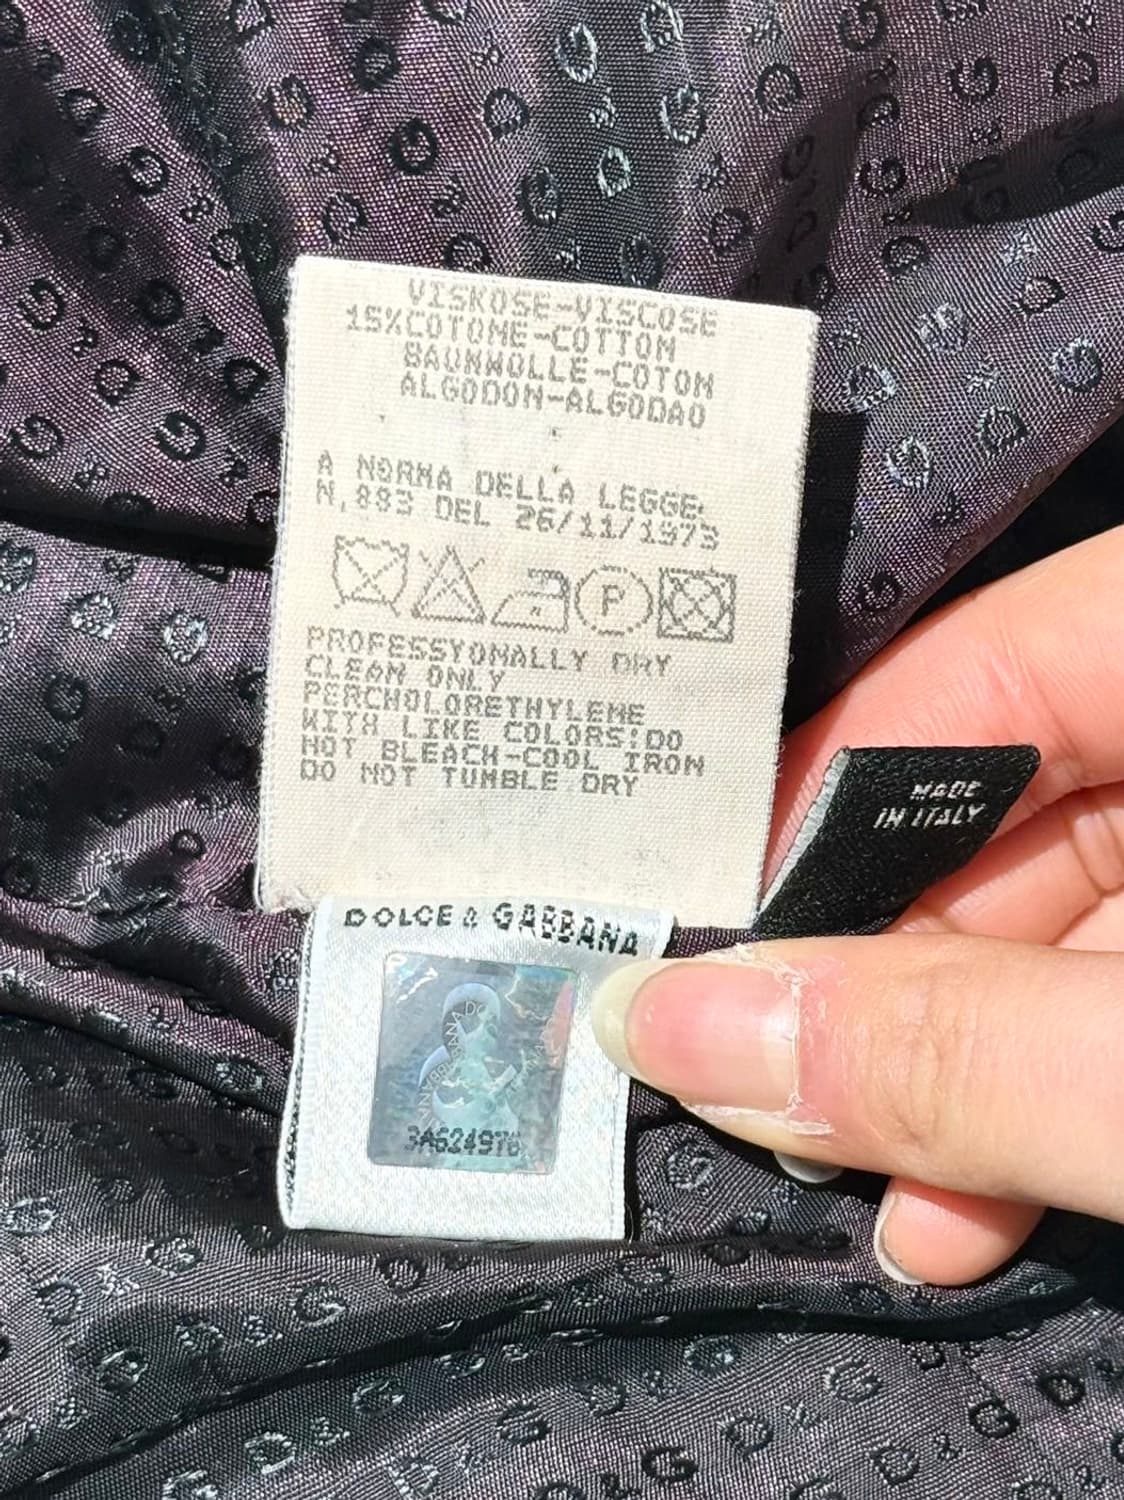 VISKOSE-VISCOSE
15%COTONE-COTTON
BAUMWOLLE-COTON
ALGODON-ALGODAO
A NORMA DELLA LEGGE
N.883 DEL 26/11/1973
P
PROFESSYONALLY DRY
CLEAN ONLY
PERCHOLORETHYLENE
WITH LIKE COLORS:DO
NOT BLEACH-COOL IRON
DO NOT TUMBLE DRY
MADE
IN ITALY
DOLCE & GABBANA